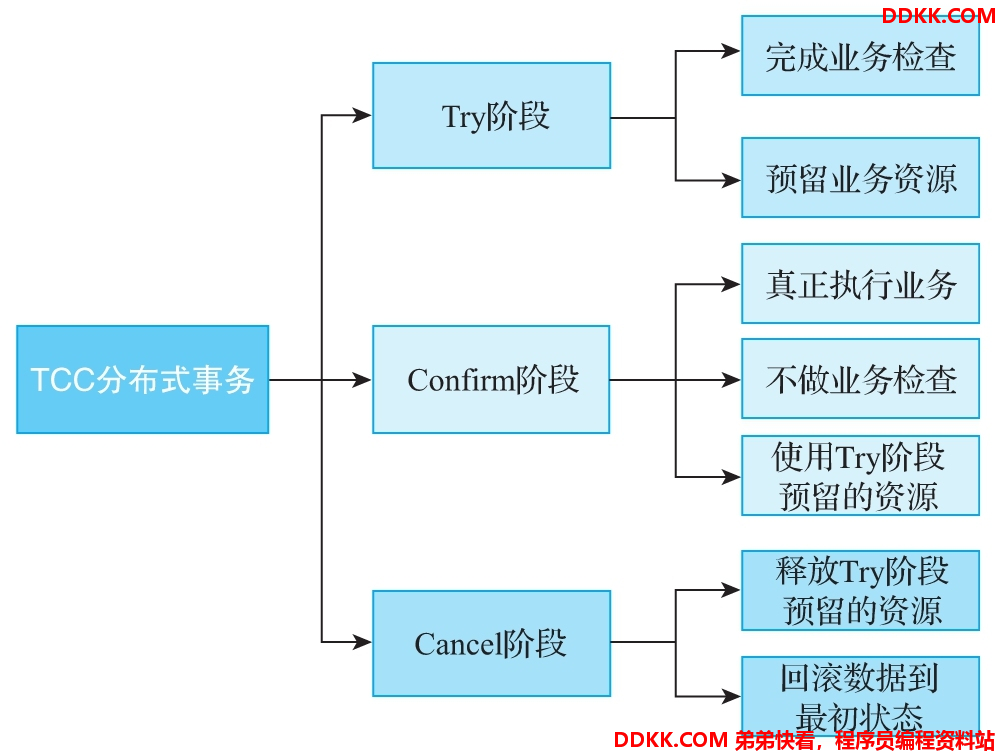 DDKK.COM
完成业务检查
Try阶段
预留业务资源
真正执行业务
TCC分布式事务
Confirm阶段
不做业务检查
使用Try阶段
预留的资源
释放Try阶段
预留的资源
Cancel阶段
回滚数据到
最初状态
DDKK.COM 弟弟快看，程序员编程资料站